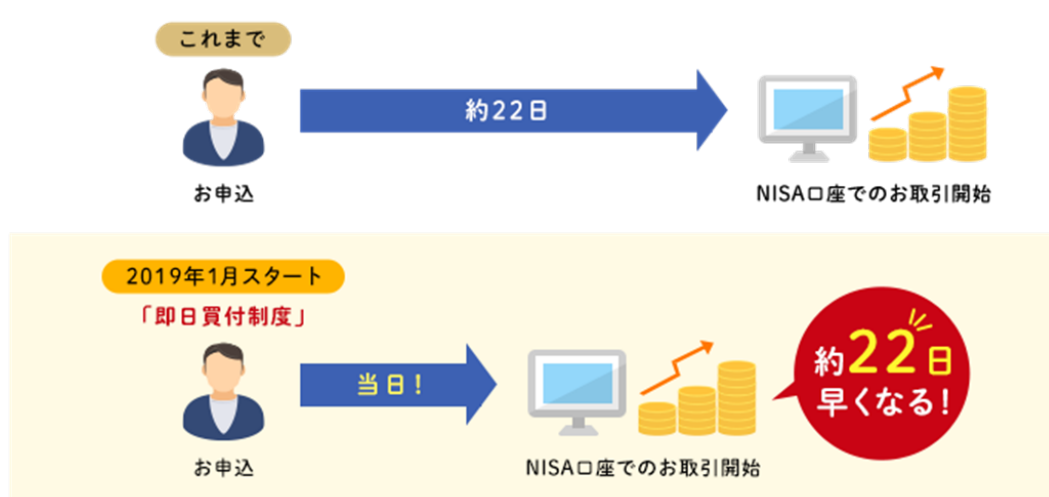 これまで
約22日
お申込
NISA口座でのお取引開始
2019年1月スタート
「即日買付制度」
当日!
約22日
早くなる!
お申込
NISA口座でのお取引開始